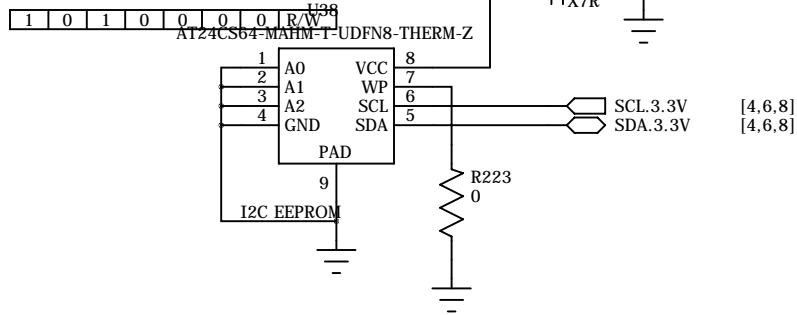 X7R
U38
1 0 1 0 0 0 0 R/W
AT24CS64-MAHM-T-UDFN8-THERM-Z
1 A0 VCC 8
2 A1 WP 7
3 A2 SCL 6 SCL.3.3V [4,6,8]
4 GND SDA 5 SDA.3.3V [4,6,8]
PAD
9
R223
0
I2C EEPROM